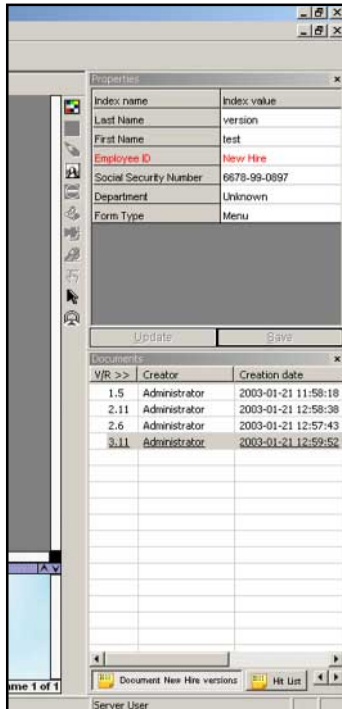 Properties
Index name Index value
Last Name version
First Name test
Employee ID New Hire
Social Security Number 6678-99-0897
Department Unknown
Form Type Menu
Update Save
Documents
V/R >> Creator Creation date
1.5 Administrator 2003-01-21 11:58:18
2.11 Administrator 2003-01-21 12:58:38
2.6 Administrator 2003-01-21 12:57:43
3.11 Administrator 2003-01-21 12:59:52
Document New Hire versions Hit List
me 1 of 1
Server User